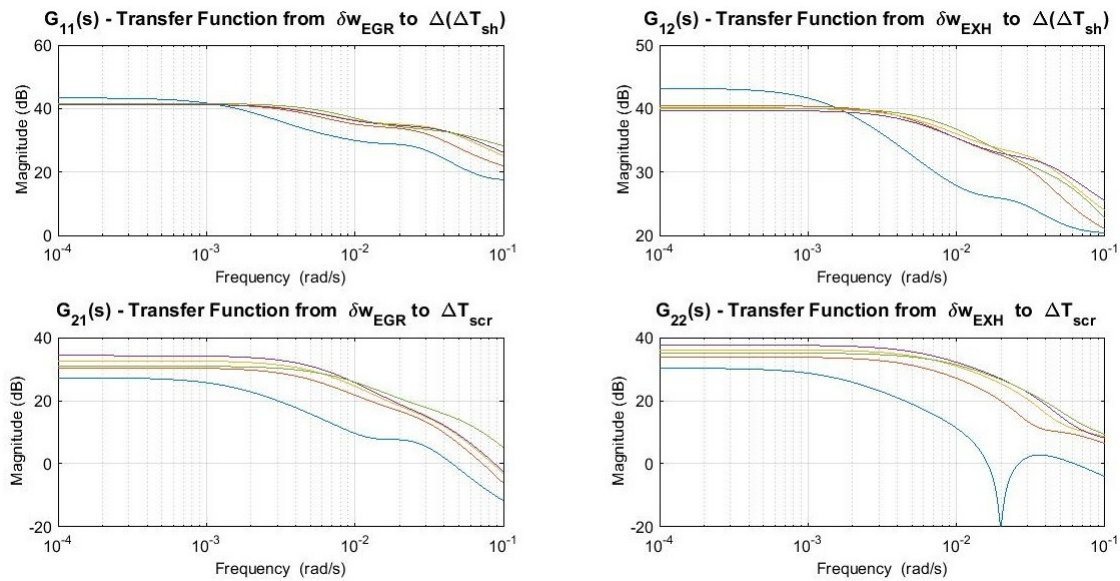 G11(s) - Transfer Function from δwEGR to Δ(ΔTsh)
60
40
20
0
Magnitude (dB)
10-4
10-3
10-2
10-1
Frequency (rad/s)
G12(s) - Transfer Function from δwEXH to Δ(ΔTsh)
50
40
30
20
Magnitude (dB)
10-4
10-3
10-2
10-1
Frequency (rad/s)
G21(s) - Transfer Function from δwEGR to ΔTscr
40
20
0
-20
Magnitude (dB)
10-4
10-3
10-2
10-1
Frequency (rad/s)
G22(s) - Transfer Function from δwEXH to ΔTscr
40
20
0
-20
Magnitude (dB)
10-4
10-3
10-2
10-1
Frequency (rad/s)